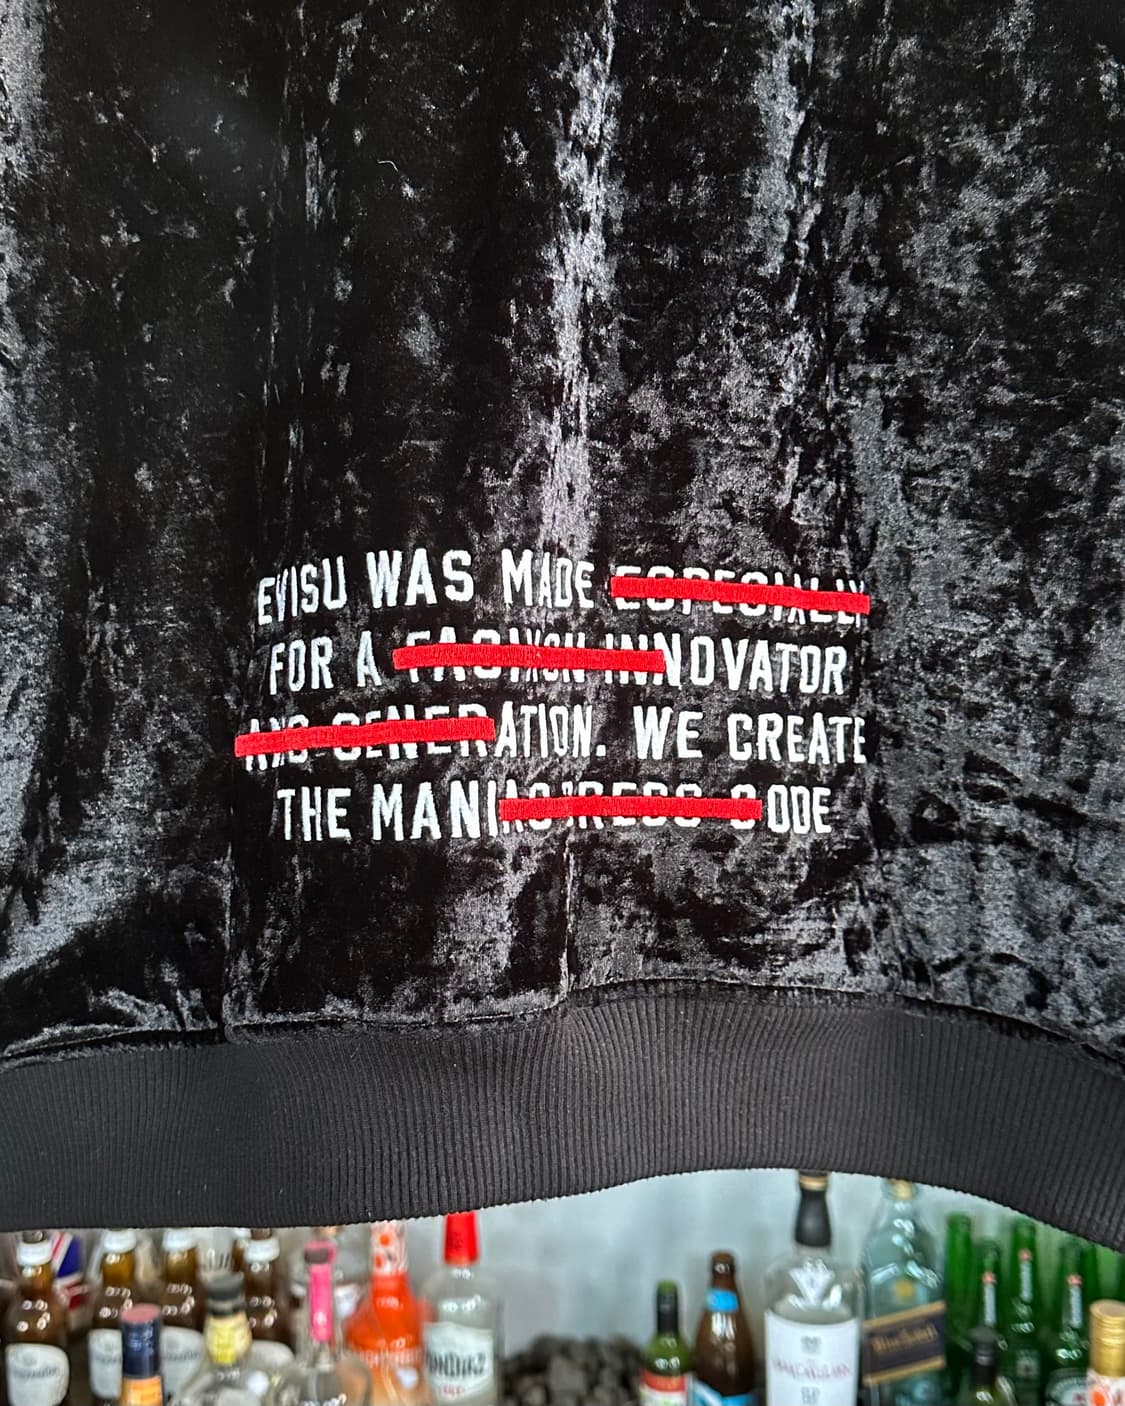 EVISU WAS MADE ESPECIALLY
FOR A FASHION INNOVATOR
AND GENERATION. WE CREATE
THE MANIAC DRESS CODE